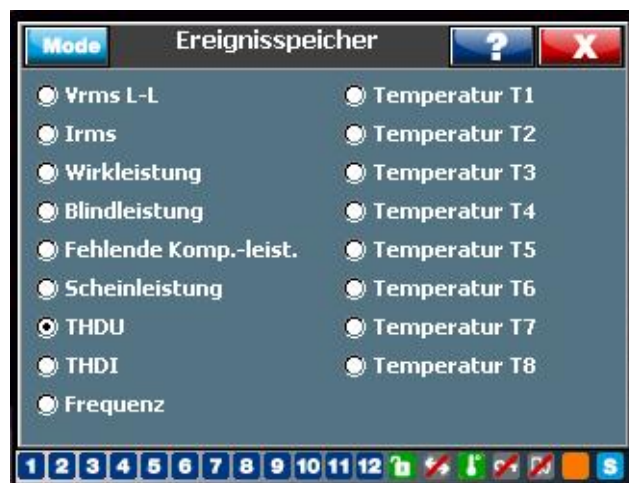 Mode Ereignisspeicher ? X
Vrms L-L
Irms
Wirkleistung
Blindleistung
Fehlende Komp.-leist.
Scheinleistung
THDU
THDI
Frequenz
Temperatur T1
Temperatur T2
Temperatur T3
Temperatur T4
Temperatur T5
Temperatur T6
Temperatur T7
Temperatur T8
1 2 3 4 5 6 7 8 9 10 11 12 S